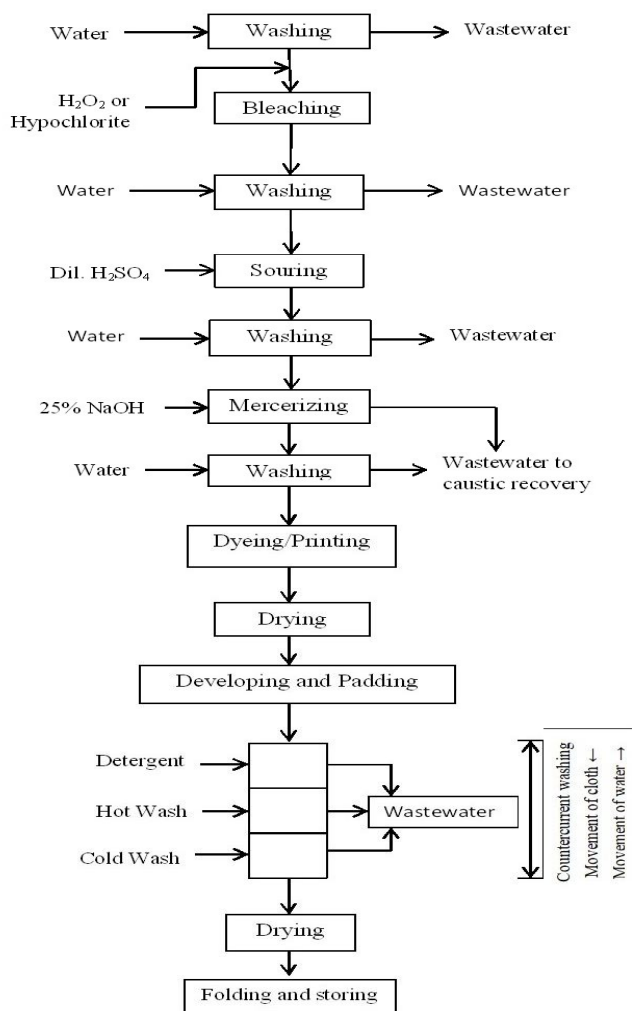 Water
Washing
Wastewater
H₂O₂ or
Hypochlorite
Bleaching
Water
Washing
Wastewater
Dil. H₂SO₄
Souring
Water
Washing
Wastewater
25% NaOH
Mercerizing
Water
Washing
Wastewater to
caustic recovery
Dyeing/Printing
Drying
Developing and Padding
Detergent
Hot Wash
Cold Wash
Wastewater
Countercurrent washing
Movement of cloth ←
Movement of water →
Drying
Folding and storing